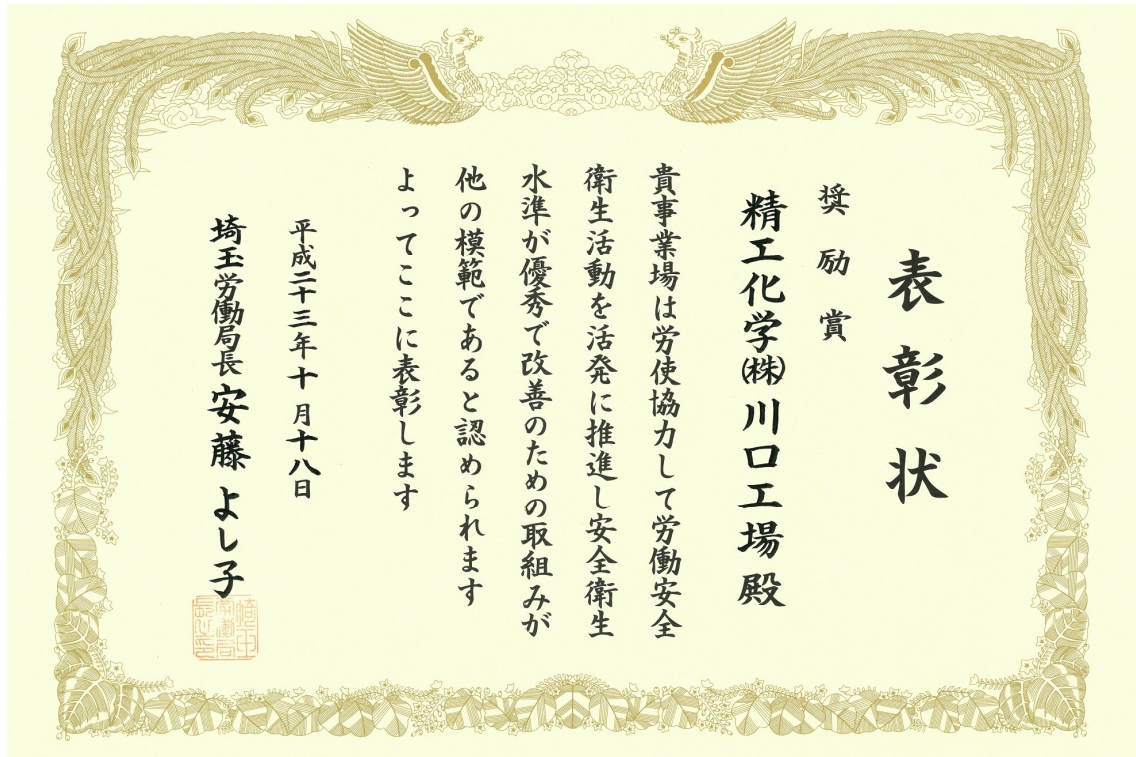 表彰状
奨励賞
精工化学㈱川口工場殿
貴事業場は労使協力して労働安全
衛生活動を活発に推進し安全衛生
水準が優秀で改善のための取組みが
他の模範であると認められます
よってここに表彰します
平成二十三年十月十八日
埼玉労働局長 安藤よし子